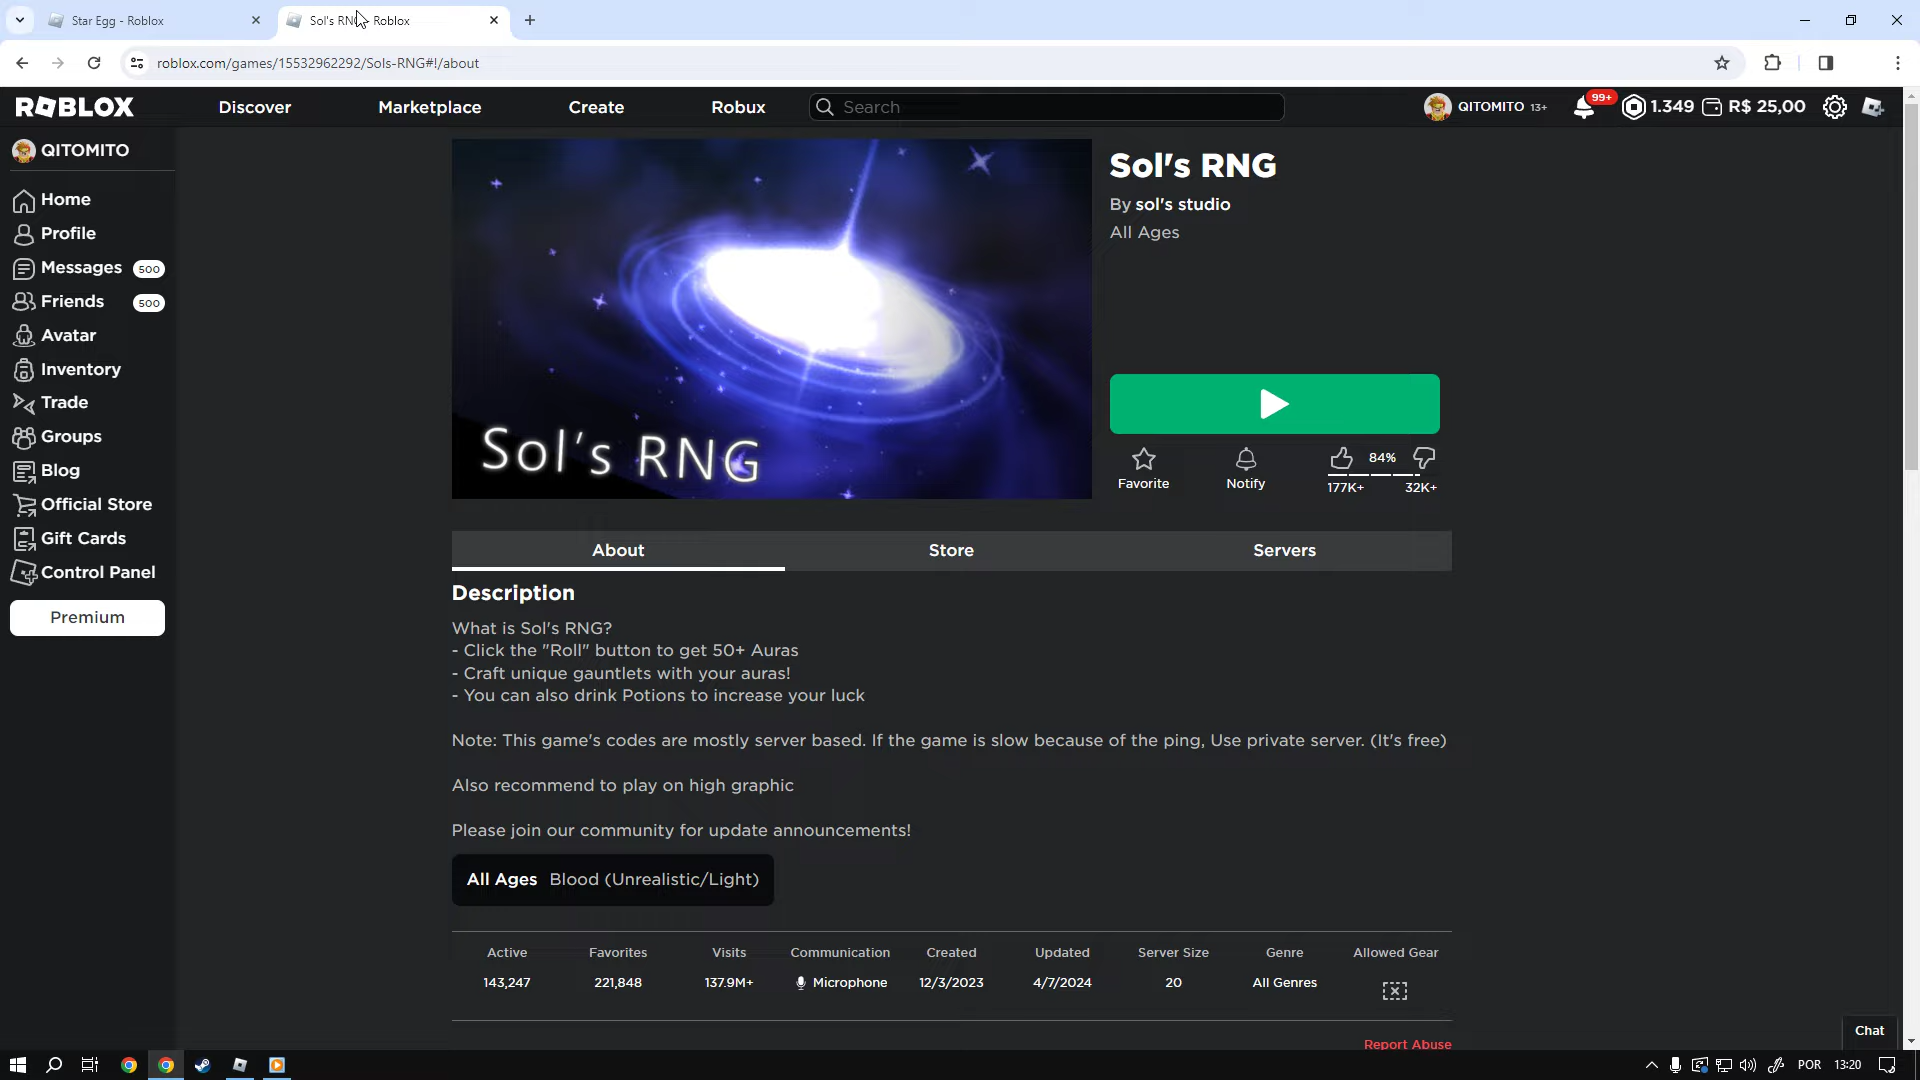 Star Egg - Roblox
Sol's RNG - Roblox
roblox.com/games/15532962292/Sols-RNG#!/about
ROBLOX
Discover
Marketplace
Create
Robux
Search
QITOMITO 13+
99+
1.349
R$ 25,00
QITOMITO
Home
Profile
Messages 500
Friends 500
Avatar
Inventory
Trade
Groups
Blog
Official Store
Gift Cards
Control Panel
Premium
Sol's RNG
Sol's RNG
By sol's studio
All Ages
Favorite
Notify
84%
177K+
32K+
About
Store
Servers
Description
What is Sol's RNG?
- Click the "Roll" button to get 50+ Auras
- Craft unique gauntlets with your auras!
- You can also drink Potions to increase your luck
Note: This game's codes are mostly server based. If the game is slow because of the ping, Use private server. (It's free)
Also recommend to play on high graphic
Please join our community for update announcements!
All Ages Blood (Unrealistic/Light)
Active Favorites Visits Communication Created Updated Server Size Genre Allowed Gear
143,247 221,848 137.9M+ Microphone 12/3/2023 4/7/2024 20 All Genres
Report Abuse
Chat
POR
13:20